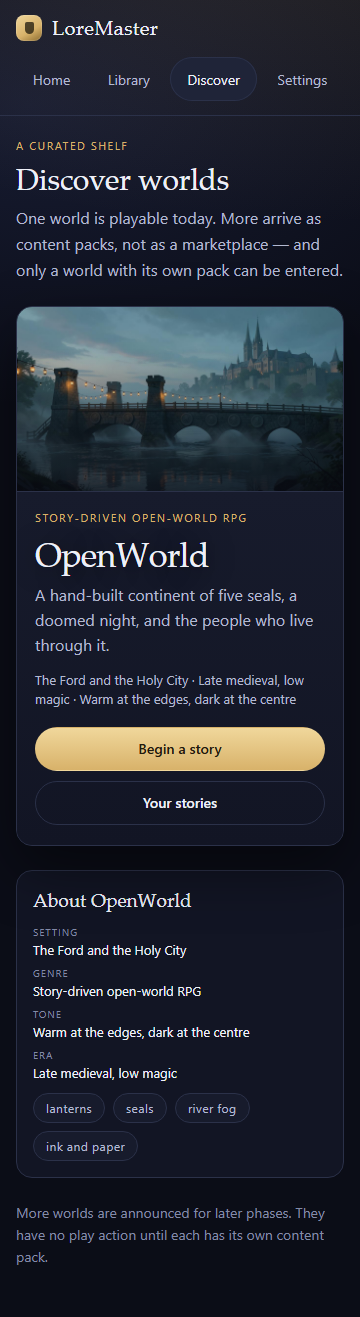 LoreMaster
Home Library Discover Settings
A CURATED SHELF
Discover worlds
One world is playable today. More arrive as
content packs, not as a marketplace — and
only a world with its own pack can be entered.
STORY-DRIVEN OPEN-WORLD RPG
OpenWorld
A hand-built continent of five seals, a
doomed night, and the people who live
through it.
The Ford and the Holy City · Late medieval, low
magic · Warm at the edges, dark at the centre
Begin a story
Your stories
About OpenWorld
SETTING
The Ford and the Holy City
GENRE
Story-driven open-world RPG
TONE
Warm at the edges, dark at the centre
ERA
Late medieval, low magic
lanterns seals river fog
ink and paper
More worlds are announced for later phases. They
have no play action until each has its own content
pack.